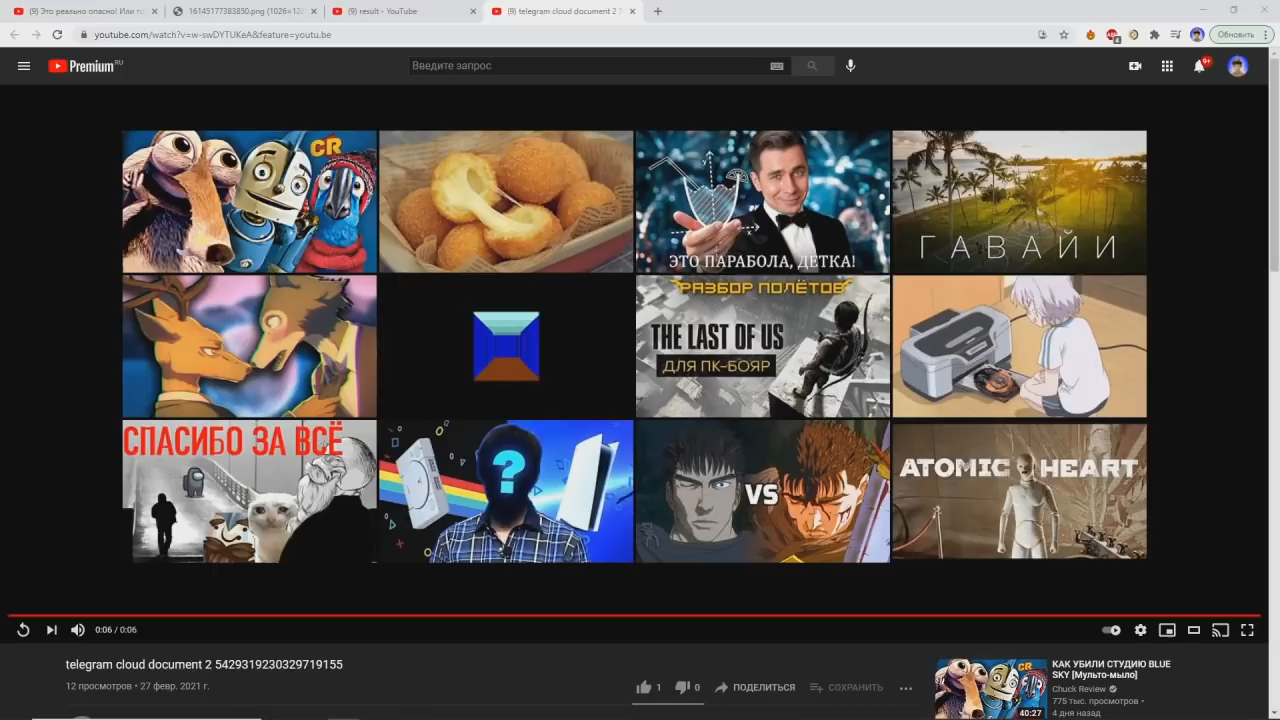 (9) Это реально опасно! Или то
16145177383850.png (1026×12
(9) result - YouTube
(9) telegram cloud document 2 5
youtube.com/watch?v=w-swDYTUKeA&feature=youtu.be
ABP
4
Обновить
Premium RU
Введите запрос
9+
CR
ЭТО ПАРАБОЛА, ДЕТКА!
y
x
ГАВАЙИ
РАЗБОР ПОЛЁТОВ
THE LAST OF US
ДЛЯ ПК-БОЯР
СПАСИБО ЗА ВСЁ
?
VS
ATOMIC HEART
0:06 / 0:06
telegram cloud document 2 5429319230329719155
12 просмотров • 27 февр. 2021 г.
1
0
ПОДЕЛИТЬСЯ
СОХРАНИТЬ
CR
40:27
КАК УБИЛИ СТУДИЮ BLUE
SKY [Мульто-мыло]
Chuck Review
775 тыс. просмотров •
4 дня назад